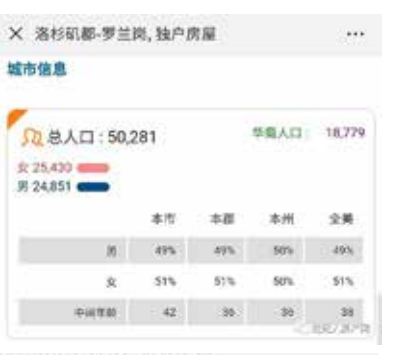 × 洛杉矶郡-罗兰岗, 独户房屋 ...
城市信息
总人口 : 50,281 华裔人口 : 18,779
女 25,430
男 24,851
本市 本郡 本州 全美
男 49% 49% 50% 49%
女 51% 51% 50% 51%
中间年龄 42 36 36 38